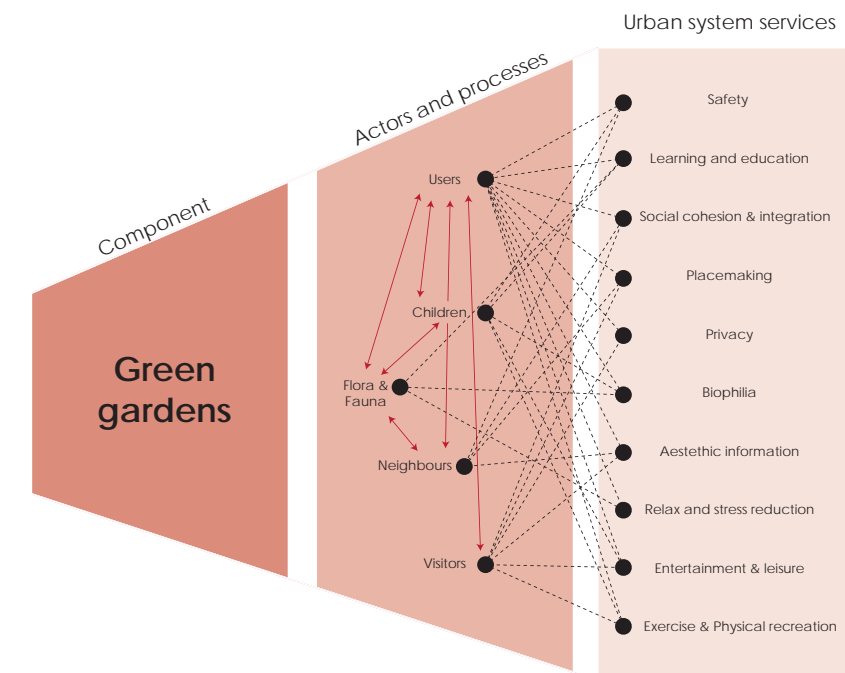 Urban system services
Actors and processes
Component
Green
gardens
Users
Children
Flora &
Fauna
Neighbours
Visitors
Safety
Learning and education
Social cohesion & integration
Placemaking
Privacy
Biophilia
Aestethic information
Relax and stress reduction
Entertainment & leisure
Exercise & Physical recreation